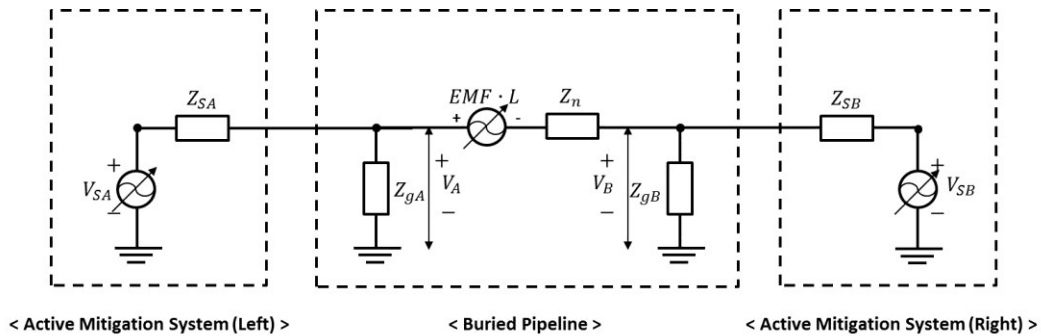 EMF · L
Z_SA
Z_n
Z_SB
+ -
+
V_SA
−
Z_gA
+
V_A
−
+
V_B
−
Z_gB
+
V_SB
−
< Active Mitigation System (Left) >
< Buried Pipeline >
< Active Mitigation System (Right) >